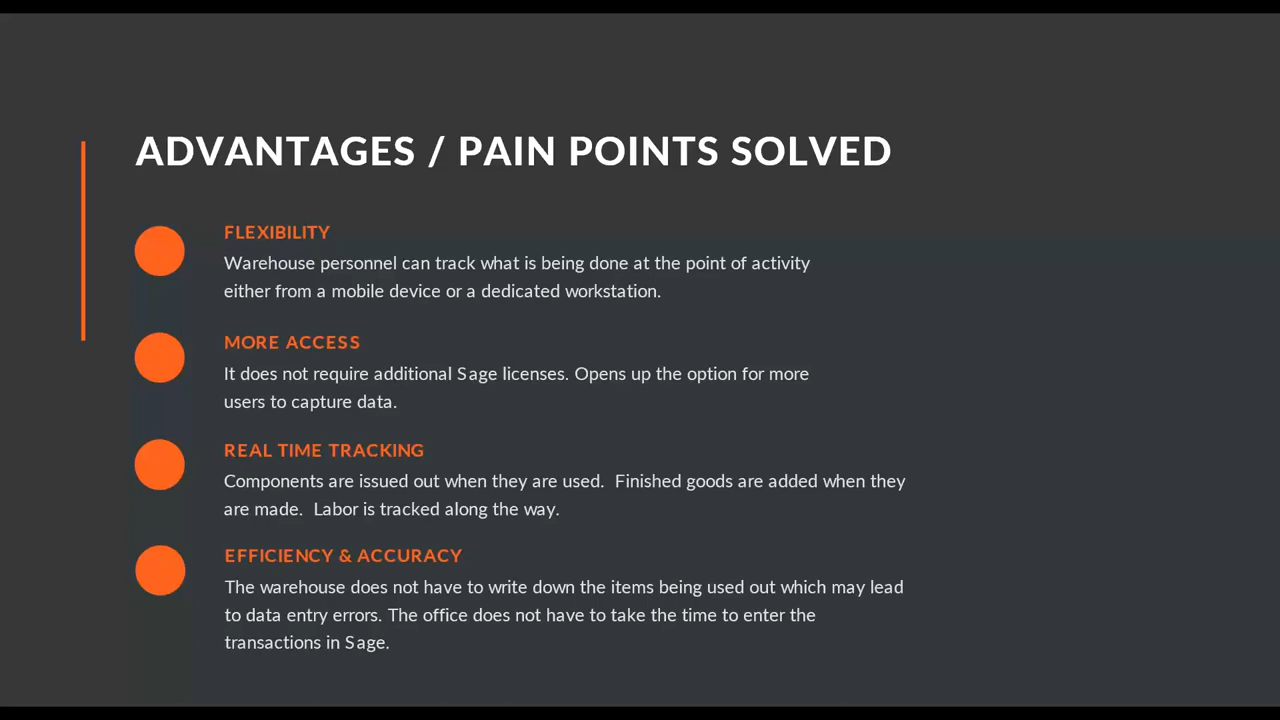 ADVANTAGES / PAIN POINTS SOLVED
FLEXIBILITY
Warehouse personnel can track what is being done at the point of activity
either from a mobile device or a dedicated workstation.
MORE ACCESS
It does not require additional Sage licenses. Opens up the option for more
users to capture data.
REAL TIME TRACKING
Components are issued out when they are used.  Finished goods are added when they
are made.  Labor is tracked along the way.
EFFICIENCY & ACCURACY
The warehouse does not have to write down the items being used out which may lead
to data entry errors. The office does not have to take the time to enter the
transactions in Sage.